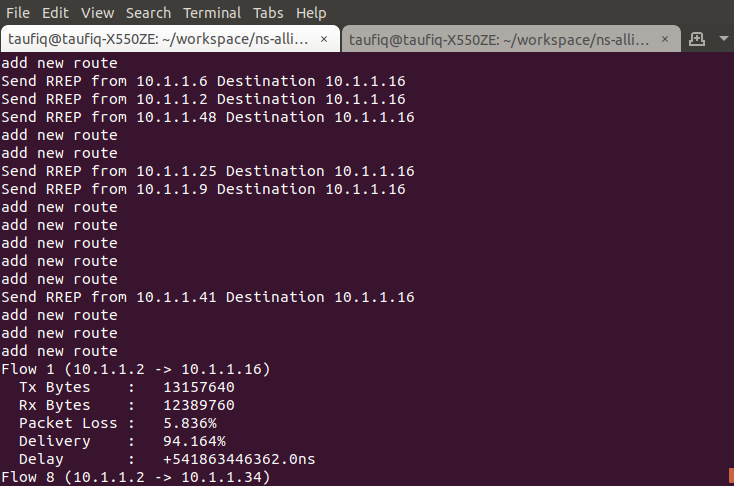 File Edit View Search Terminal Tabs Help
taufiq@taufiq-X550ZE: ~/workspace/ns-alli... × taufiq@taufiq-X550ZE: ~/workspace/ns-alli... ×
add new route
Send RREP from 10.1.1.6 Destination 10.1.1.16
Send RREP from 10.1.1.2 Destination 10.1.1.16
Send RREP from 10.1.1.48 Destination 10.1.1.16
add new route
add new route
Send RREP from 10.1.1.25 Destination 10.1.1.16
Send RREP from 10.1.1.9 Destination 10.1.1.16
add new route
add new route
add new route
add new route
add new route
Send RREP from 10.1.1.41 Destination 10.1.1.16
add new route
add new route
add new route
Flow 1 (10.1.1.2 -> 10.1.1.16)
  Tx Bytes    :   13157640
  Rx Bytes    :   12389760
  Packet Loss :   5.836%
  Delivery    :   94.164%
  Delay       :   +541863446362.0ns
Flow 8 (10.1.1.2 -> 10.1.1.34)